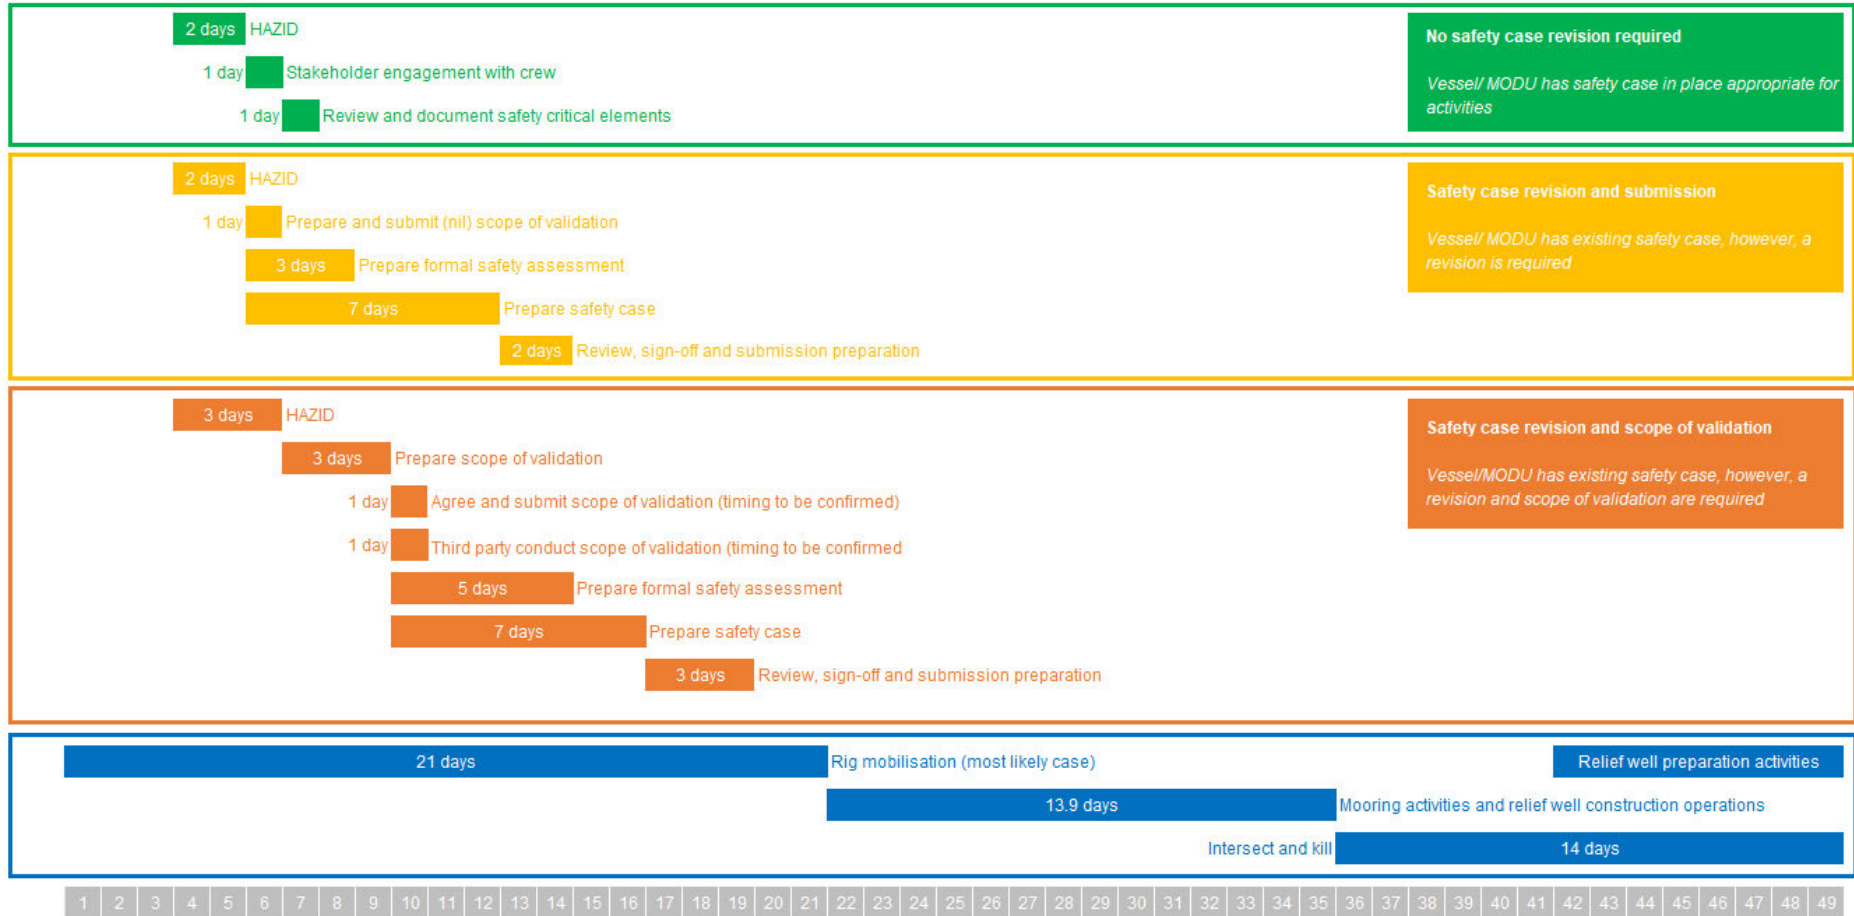 2 days HAZID
1 day Stakeholder engagement with crew
1 day Review and document safety critical elements
No safety case revision required
Vessel/ MODU has safety case in place appropriate for
activities
2 days HAZID
1 day Prepare and submit (nil) scope of validation
3 days Prepare formal safety assessment
7 days Prepare safety case
2 days Review, sign-off and submission preparation
Safety case revision and submission
Vessel/ MODU has existing safety case, however, a
revision is required
3 days HAZID
3 days Prepare scope of validation
1 day Agree and submit scope of validation (timing to be confirmed)
1 day Third party conduct scope of validation (timing to be confirmed
5 days Prepare formal safety assessment
7 days Prepare safety case
3 days Review, sign-off and submission preparation
Safety case revision and scope of validation
Vessel/MODU has existing safety case, however, a
revision and scope of validation are required
21 days Rig mobilisation (most likely case)
Relief well preparation activities
13.9 days Mooring activities and relief well construction operations
Intersect and kill 14 days
1 2 3 4 5 6 7 8 9 10 11 12 13 14 15 16 17 18 19 20 21 22 23 24 25 26 27 28 29 30 31 32 33 34 35 36 37 38 39 40 41 42 43 44 45 46 47 48 49